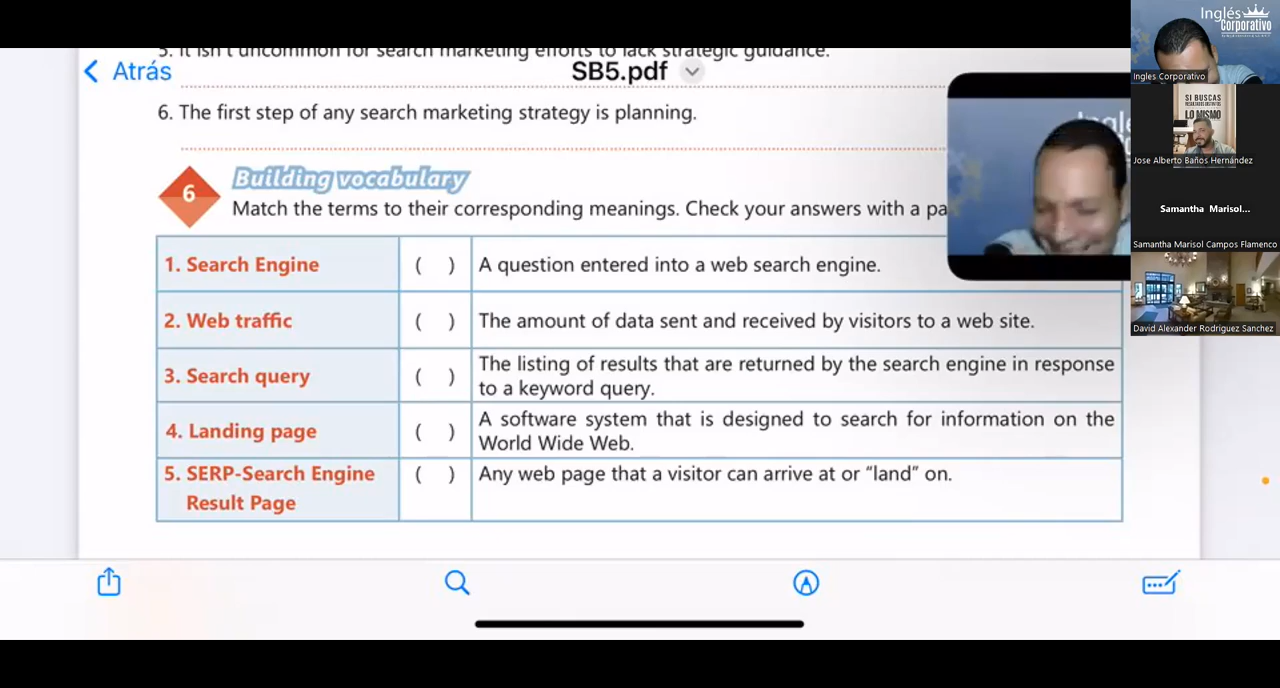 5. It isn't uncommon for search marketing efforts to lack strategic guidance.
Atrás
SB5.pdf
6. The first step of any search marketing strategy is planning.
6
Building vocabulary
Match the terms to their corresponding meanings. Check your answers with a pa
1. Search Engine ( ) A question entered into a web search engine.
2. Web traffic ( ) The amount of data sent and received by visitors to a web site.
3. Search query ( ) The listing of results that are returned by the search engine in response
to a keyword query.
4. Landing page ( ) A software system that is designed to search for information on the
World Wide Web.
5. SERP-Search Engine ( ) Any web page that a visitor can arrive at or “land” on.
Result Page
Inglés
Corporativo
Ingles Corporativo
SI BUSCAS
RESULTADOS DISTINTOS
LO MISMO
Jose Alberto Baños Hernández
Samantha Marisol...
Samantha Marisol Campos Flamenco
David Alexander Rodriguez Sanchez